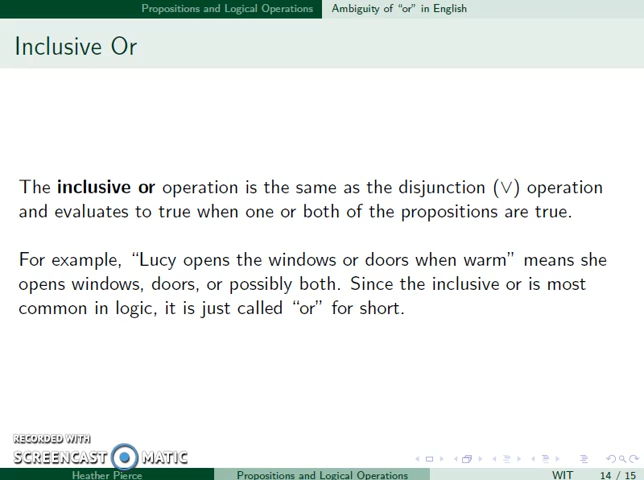 Propositions and Logical Operations Ambiguity of “or” in English
Inclusive Or
The inclusive or operation is the same as the disjunction (∨) operation
and evaluates to true when one or both of the propositions are true.
For example, “Lucy opens the windows or doors when warm” means she
opens windows, doors, or possibly both. Since the inclusive or is most
common in logic, it is just called “or” for short.
RECORDED WITH
SCREENCAST MATIC
Heather Pierce Propositions and Logical Operations WIT 14 / 15